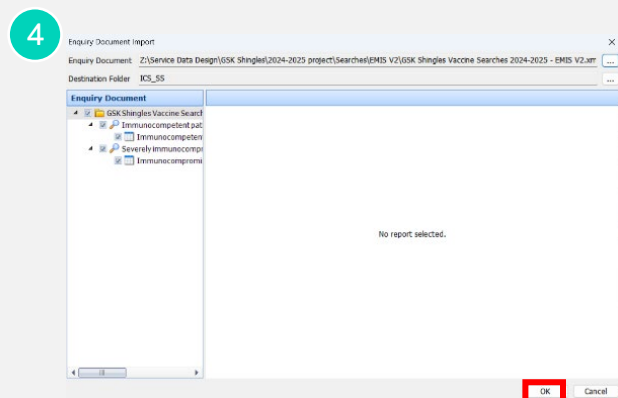 4
Enquiry Document Import
Enquiry Document Z:\Service Data Design\GSK Shingles\2024-2025 project\Searches\EMIS V2\GSK Shingles Vaccine Searches 2024-2025 - EMIS V2.xm ...
Destination Folder ICS_SS ...
Enquiry Document
GSK Shingles Vaccine Search
Immunocompetent pat
Immunocompeten
Severely immunocompr
Immunocompromi
No report selected.
OK Cancel